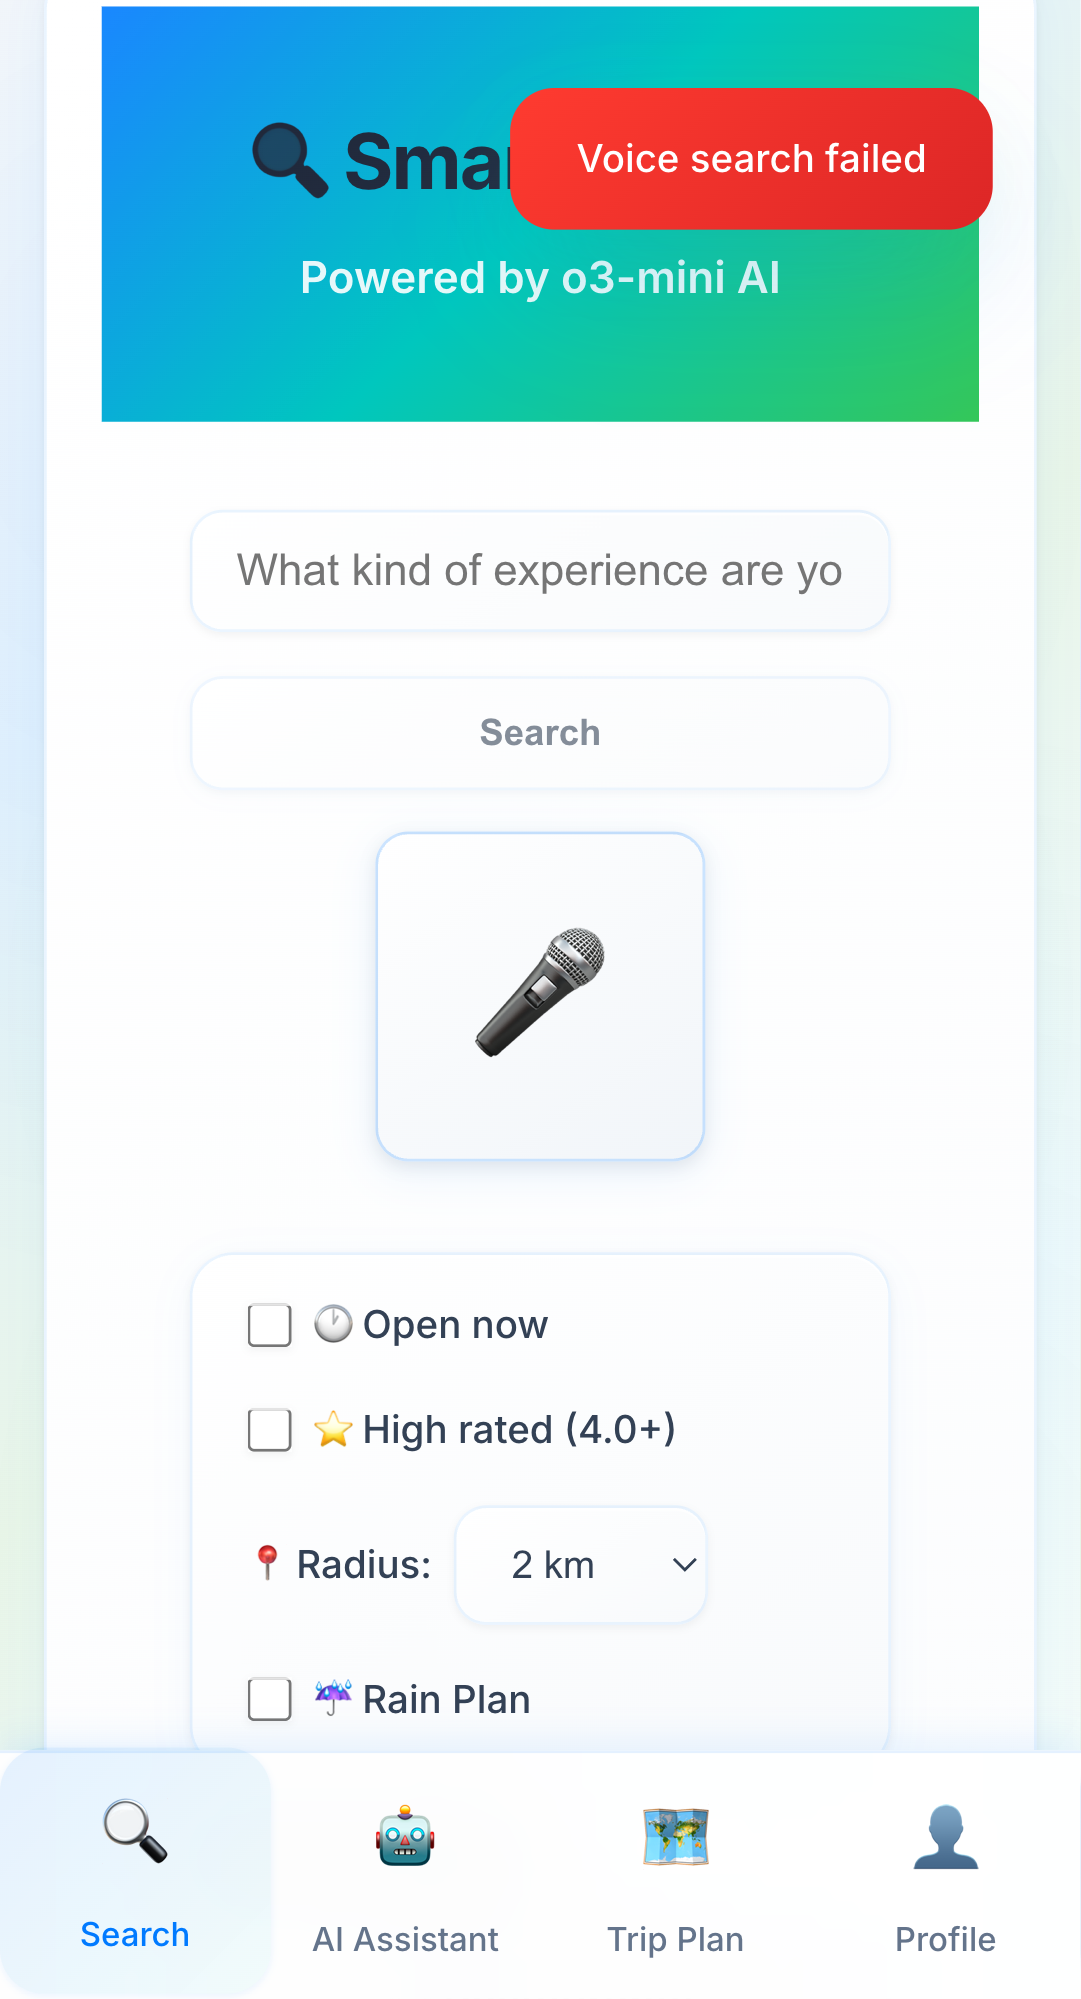 Voice search failed
Powered by o3-mini AI
What kind of experience are yo
Search
Open now
High rated (4.0+)
Radius: 2 km
Rain Plan
Search
AI Assistant
Trip Plan
Profile